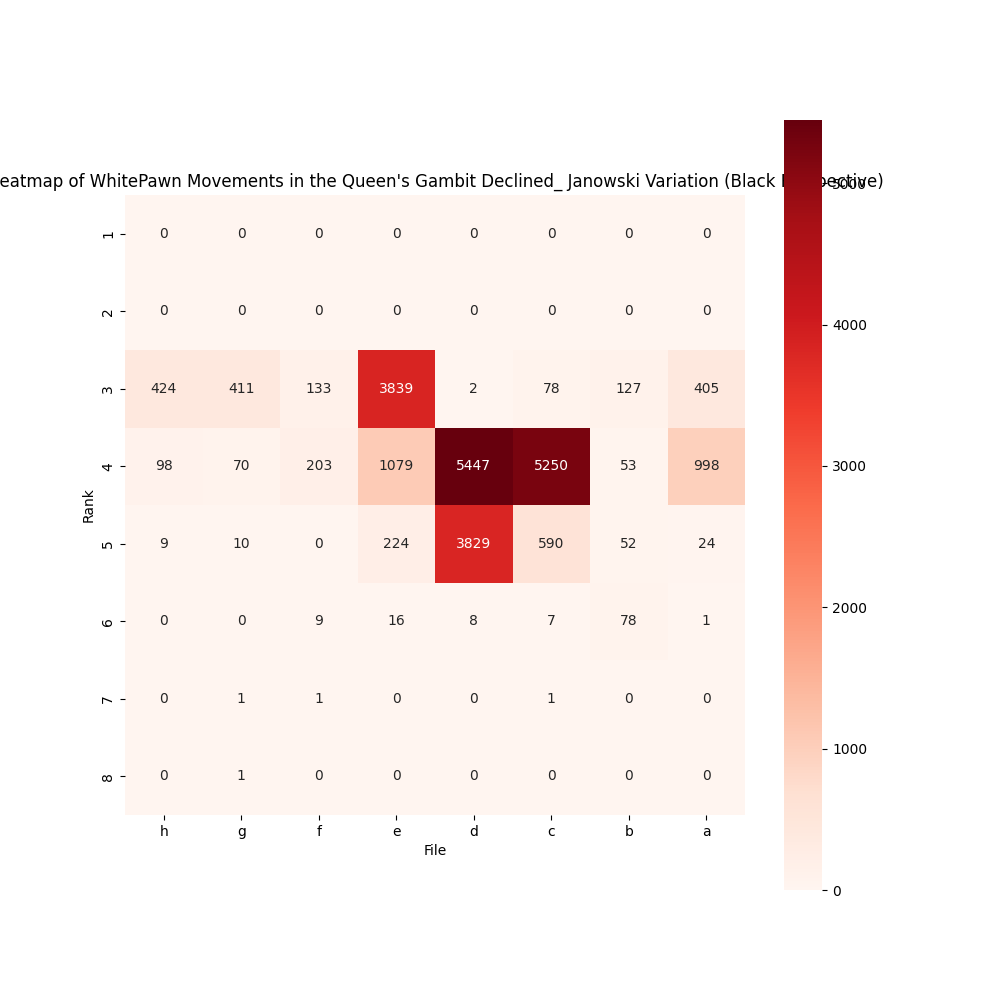 eatmap of WhitePawn Movements in the Queen's Gambit Declined_ Janowski Variation (Black
5000
1 0 0 0 0 0 0 0 0
2 0 0 0 0 0 0 0 0
4000
3 424 411 133 3839 2 78 127 405
3000
4 98 70 203 1079 5447 5250 53 998
Rank
5 9 10 0 224 3829 590 52 24
2000
6 0 0 9 16 8 7 78 1
7 0 1 1 0 0 1 0 0
1000
8 0 1 0 0 0 0 0 0
h g f e d c b a
File
0